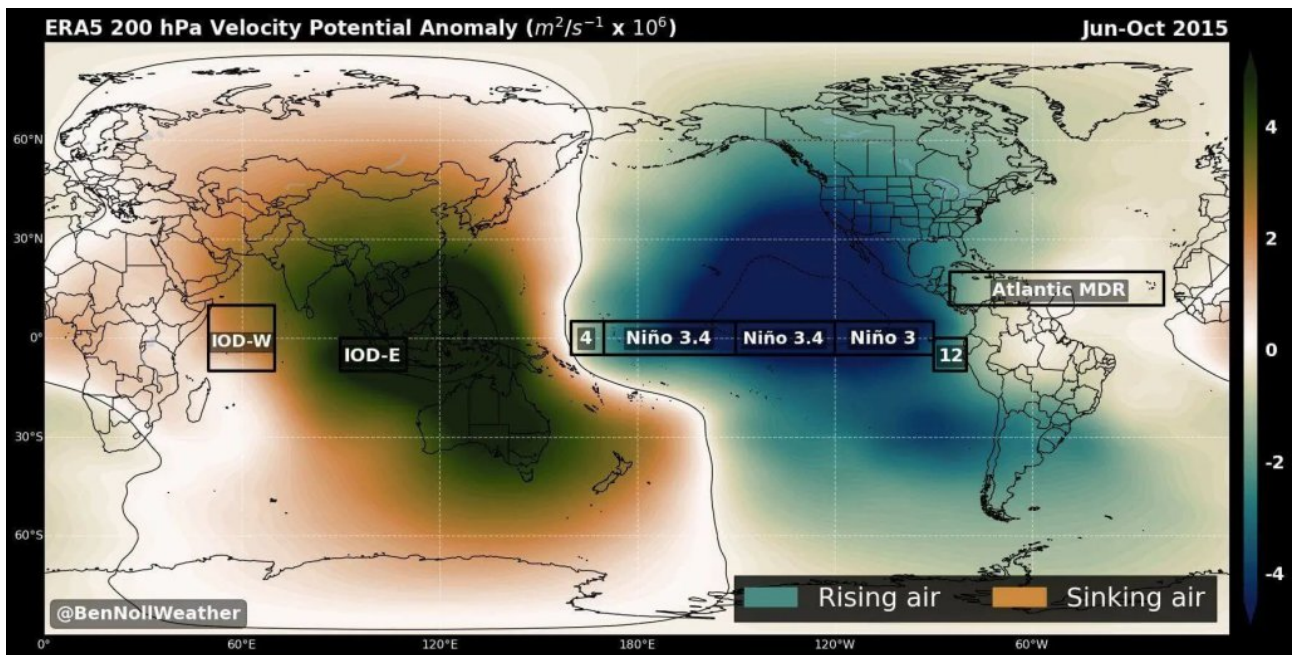 ERA5 200 hPa Velocity Potential Anomaly (m²/s⁻¹ x 10⁶)
Jun-Oct 2015
60°N
30°N
0°
30°S
60°S
4
2
0
-2
-4
Atlantic MDR
IOD-W
IOD-E
4
Niño 3.4
Niño 3.4
Niño 3
12
Rising air
Sinking air
@BenNollWeather
0°
60°E
120°E
180°
120°W
60°W